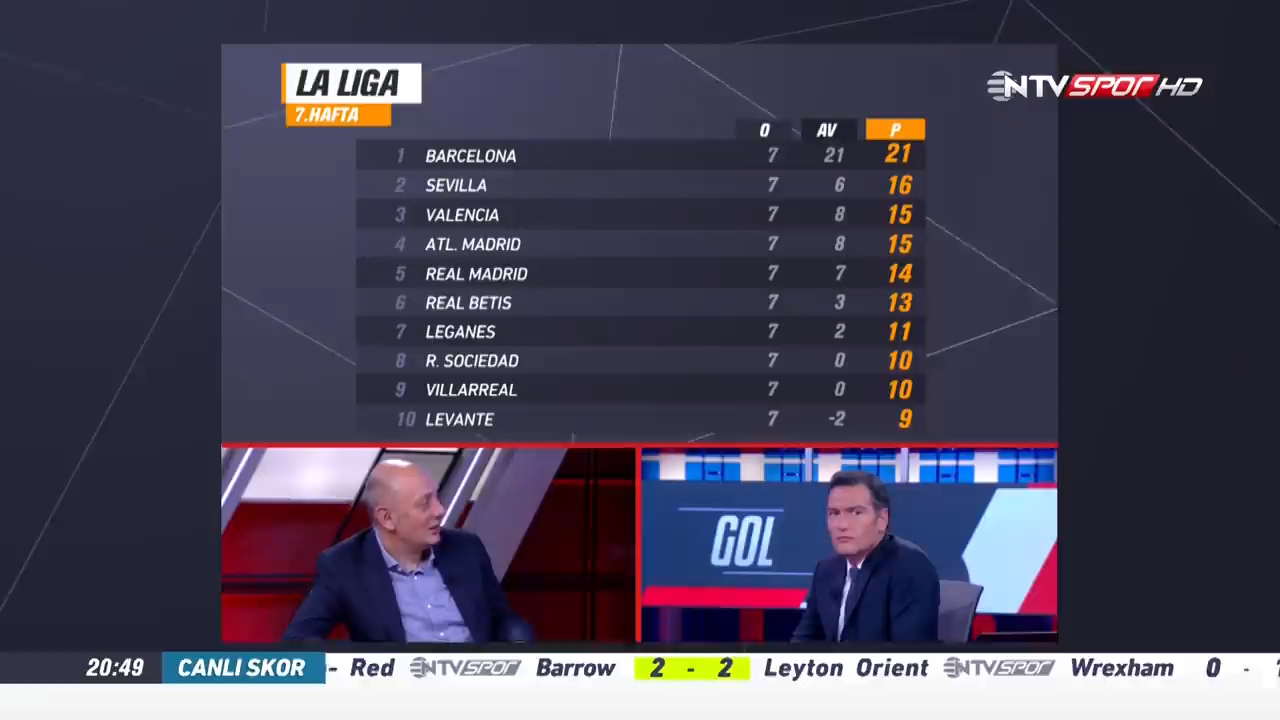 LA LIGA
NTVSPOR HD
7.HAFTA
O AV P
1 BARCELONA 7 21 21
2 SEVILLA 7 6 16
3 VALENCIA 7 8 15
4 ATL. MADRID 7 8 15
5 REAL MADRID 7 7 14
6 REAL BETIS 7 3 13
7 LEGANES 7 2 11
8 R. SOCIEDAD 7 0 10
9 VILLARREAL 7 0 10
10 LEVANTE 7 -2 9
GOL
20:49 CANLI SKOR - Red NTVSPOR Barrow 2 - 2 Leyton Orient NTVSPOR Wrexham 0 -